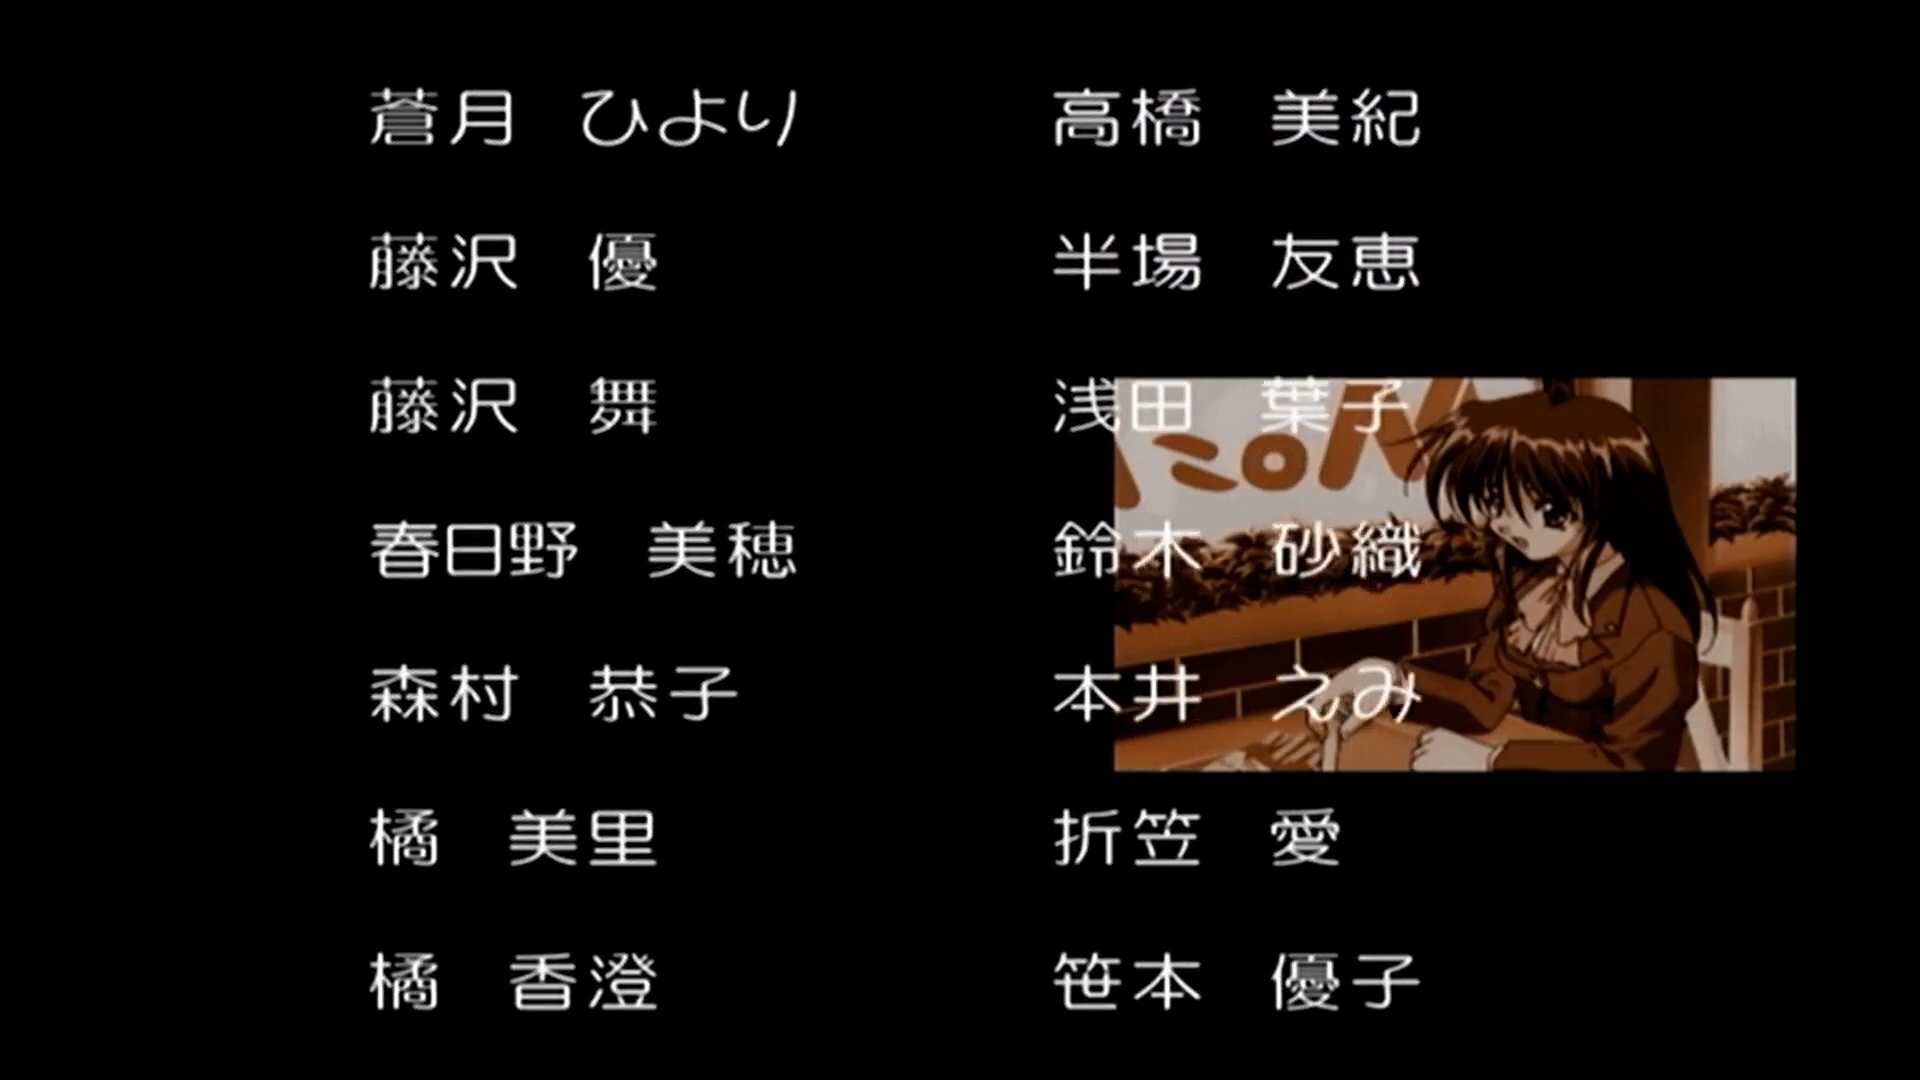 蒼月 ひより 高橋 美紀
藤沢 優 半場 友恵
藤沢 舞 浅田 葉子
春日野 美穂 鈴木 砂織
森村 恭子 本井 えみ
橘 美里 折笠 愛
橘 香澄 笹本 優子